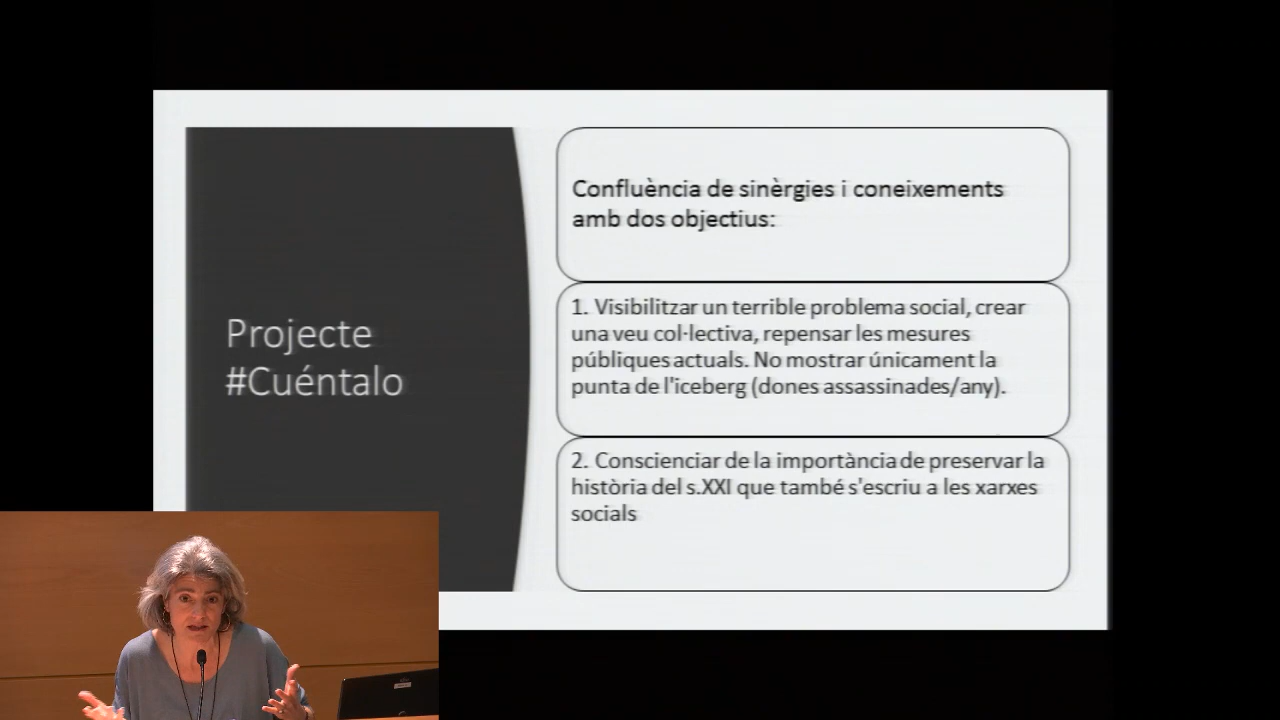 Projecte
#Cuéntalo
Confluència de sinèrgies i coneixements
amb dos objectius:
1. Visibilitzar un terrible problema social, crear
una veu col·lectiva, repensar les mesures
públiques actuals. No mostrar únicament la
punta de l'iceberg (dones assassinades/any).
2. Conscienciar de la importància de preservar la
història del s.XXI que també s'escriu a les xarxes
socials